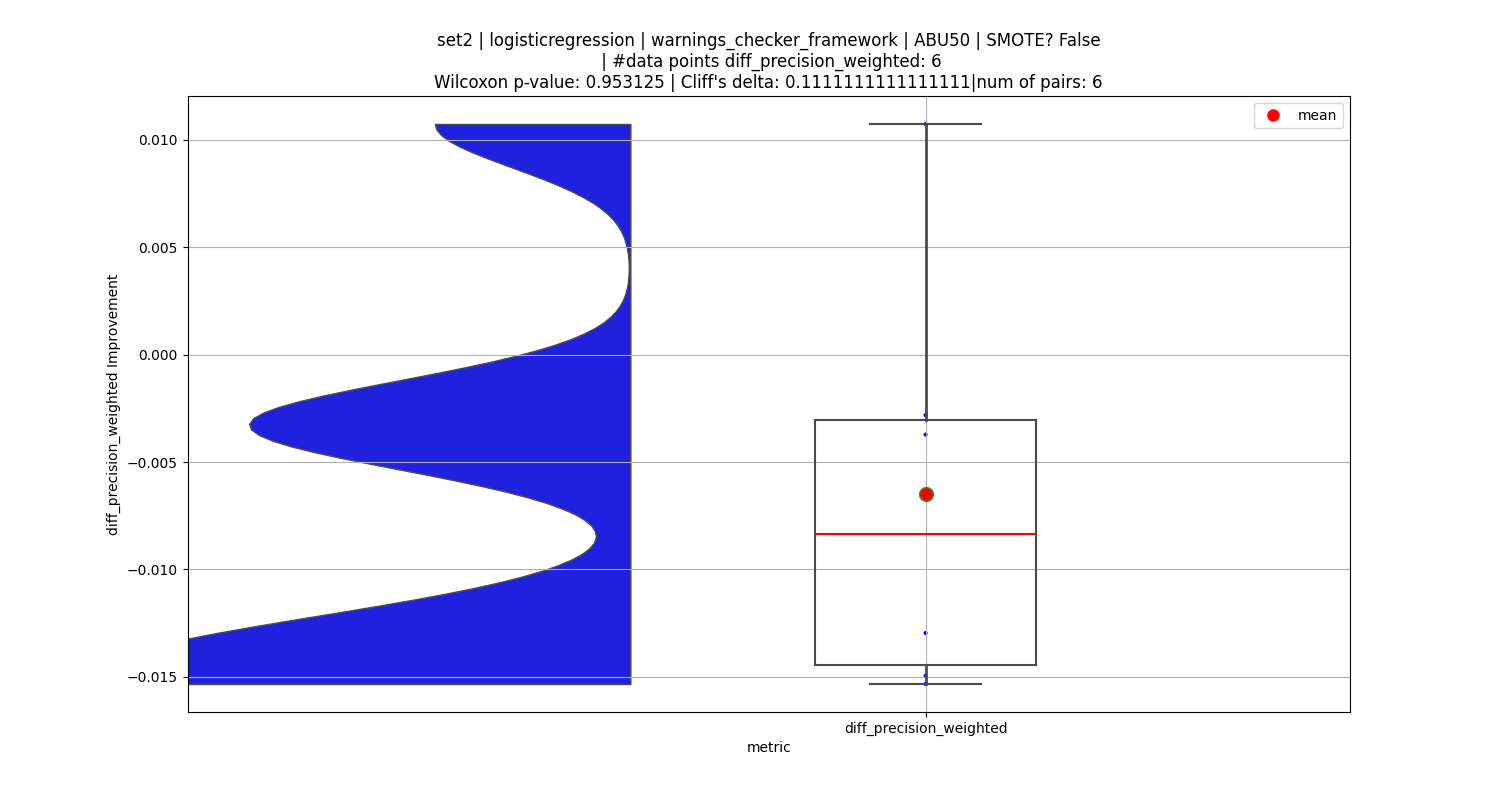 set2 | logisticregression | warnings_checker_framework | ABU50 | SMOTE? False
| #data points diff_precision_weighted: 6
Wilcoxon p-value: 0.953125 | Cliff's delta: 0.1111111111111111|num of pairs: 6
mean
0.010
0.005
0.000
−0.005
−0.010
−0.015
diff_precision_weighted Improvement
diff_precision_weighted
metric